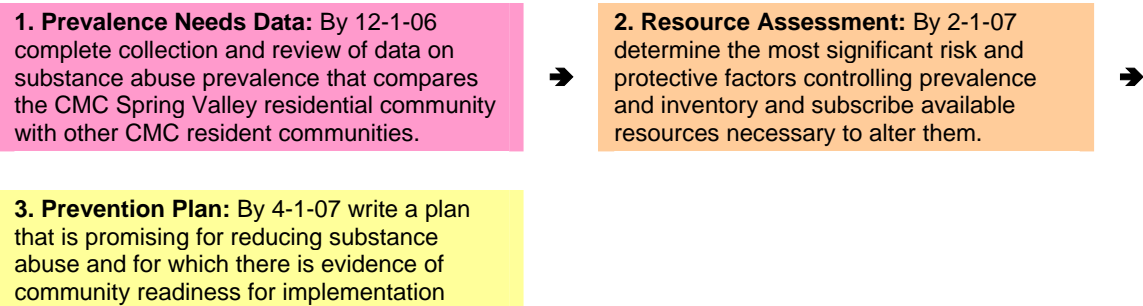 1. Prevalence Needs Data: By 12-1-06
complete collection and review of data on
substance abuse prevalence that compares
the CMC Spring Valley residential community
with other CMC resident communities.
➔
2. Resource Assessment: By 2-1-07
determine the most significant risk and
protective factors controlling prevalence
and inventory and subscribe available
resources necessary to alter them.
➔
3. Prevention Plan: By 4-1-07 write a plan
that is promising for reducing substance
abuse and for which there is evidence of
community readiness for implementation